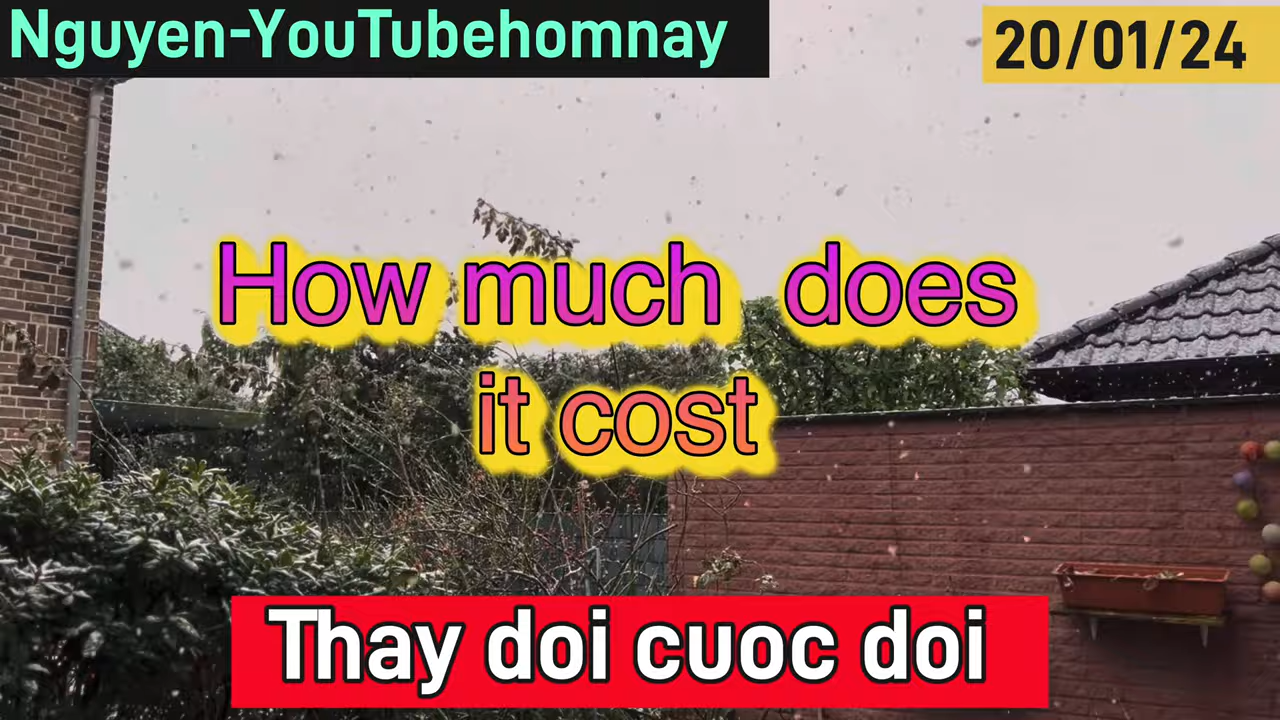 Nguyen-YouTubehomnay
20/01/24
How much does
it cost
Thay doi cuoc doi